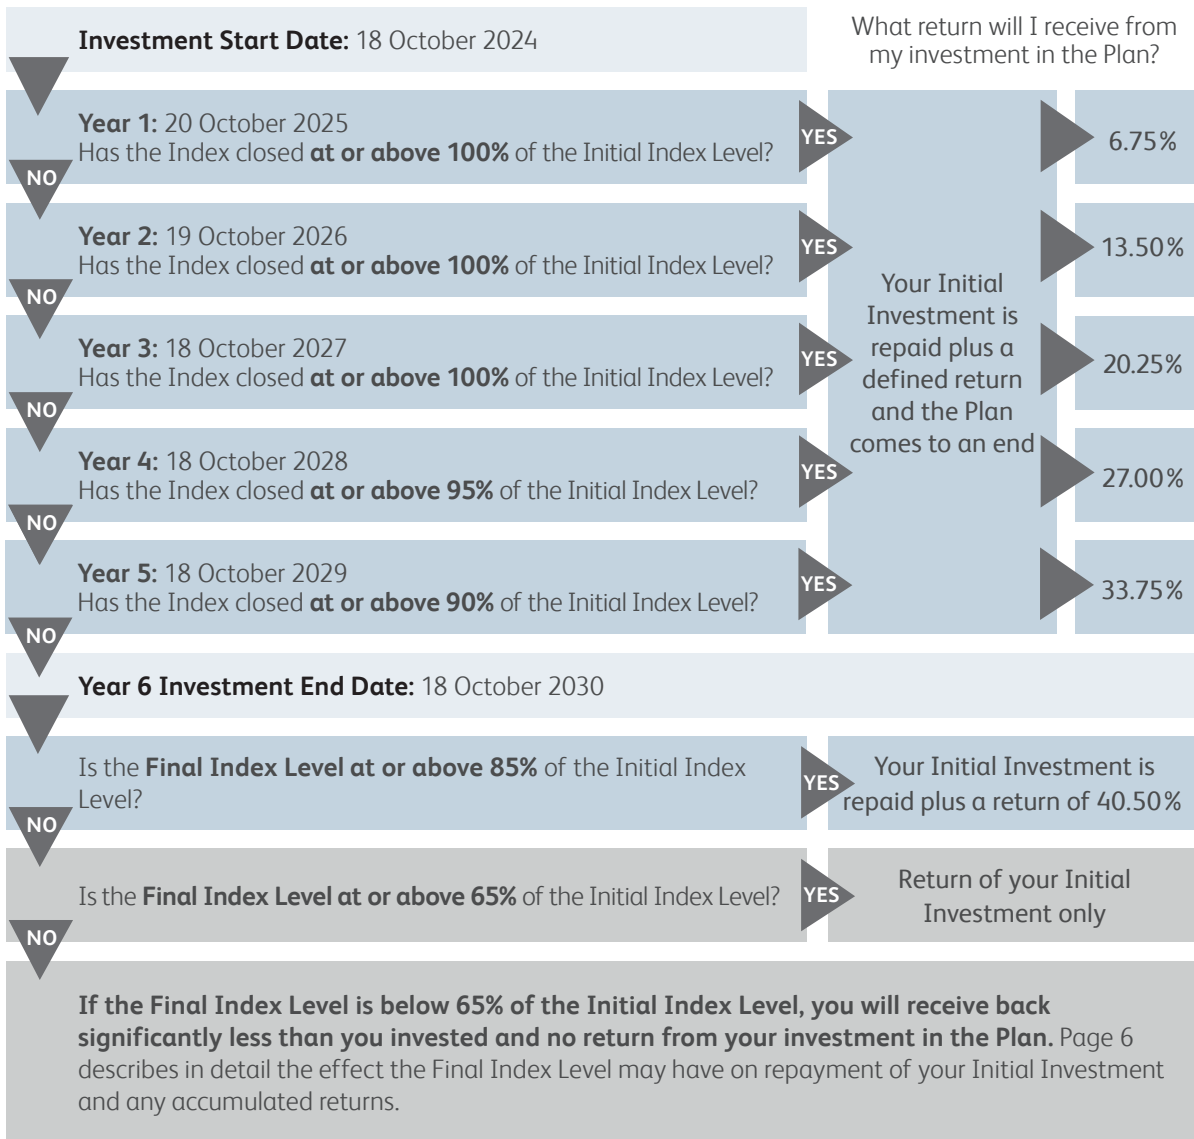 Investment Start Date: 18 October 2024
What return will I receive from
my investment in the Plan?
Year 1: 20 October 2025
Has the Index closed at or above 100% of the Initial Index Level?
YES
6.75%
NO
Year 2: 19 October 2026
Has the Index closed at or above 100% of the Initial Index Level?
YES
13.50%
NO
Year 3: 18 October 2027
Has the Index closed at or above 100% of the Initial Index Level?
YES
20.25%
NO
Year 4: 18 October 2028
Has the Index closed at or above 95% of the Initial Index Level?
YES
27.00%
NO
Year 5: 18 October 2029
Has the Index closed at or above 90% of the Initial Index Level?
YES
33.75%
NO
Your Initial
Investment is
repaid plus a
defined return
and the Plan
comes to an end
Year 6 Investment End Date: 18 October 2030
Is the Final Index Level at or above 85% of the Initial Index
Level?
YES
Your Initial Investment is
repaid plus a return of 40.50%
NO
Is the Final Index Level at or above 65% of the Initial Index Level?
YES
Return of your Initial
Investment only
NO
If the Final Index Level is below 65% of the Initial Index Level, you will receive back
significantly less than you invested and no return from your investment in the Plan. Page 6
describes in detail the effect the Final Index Level may have on repayment of your Initial Investment
and any accumulated returns.